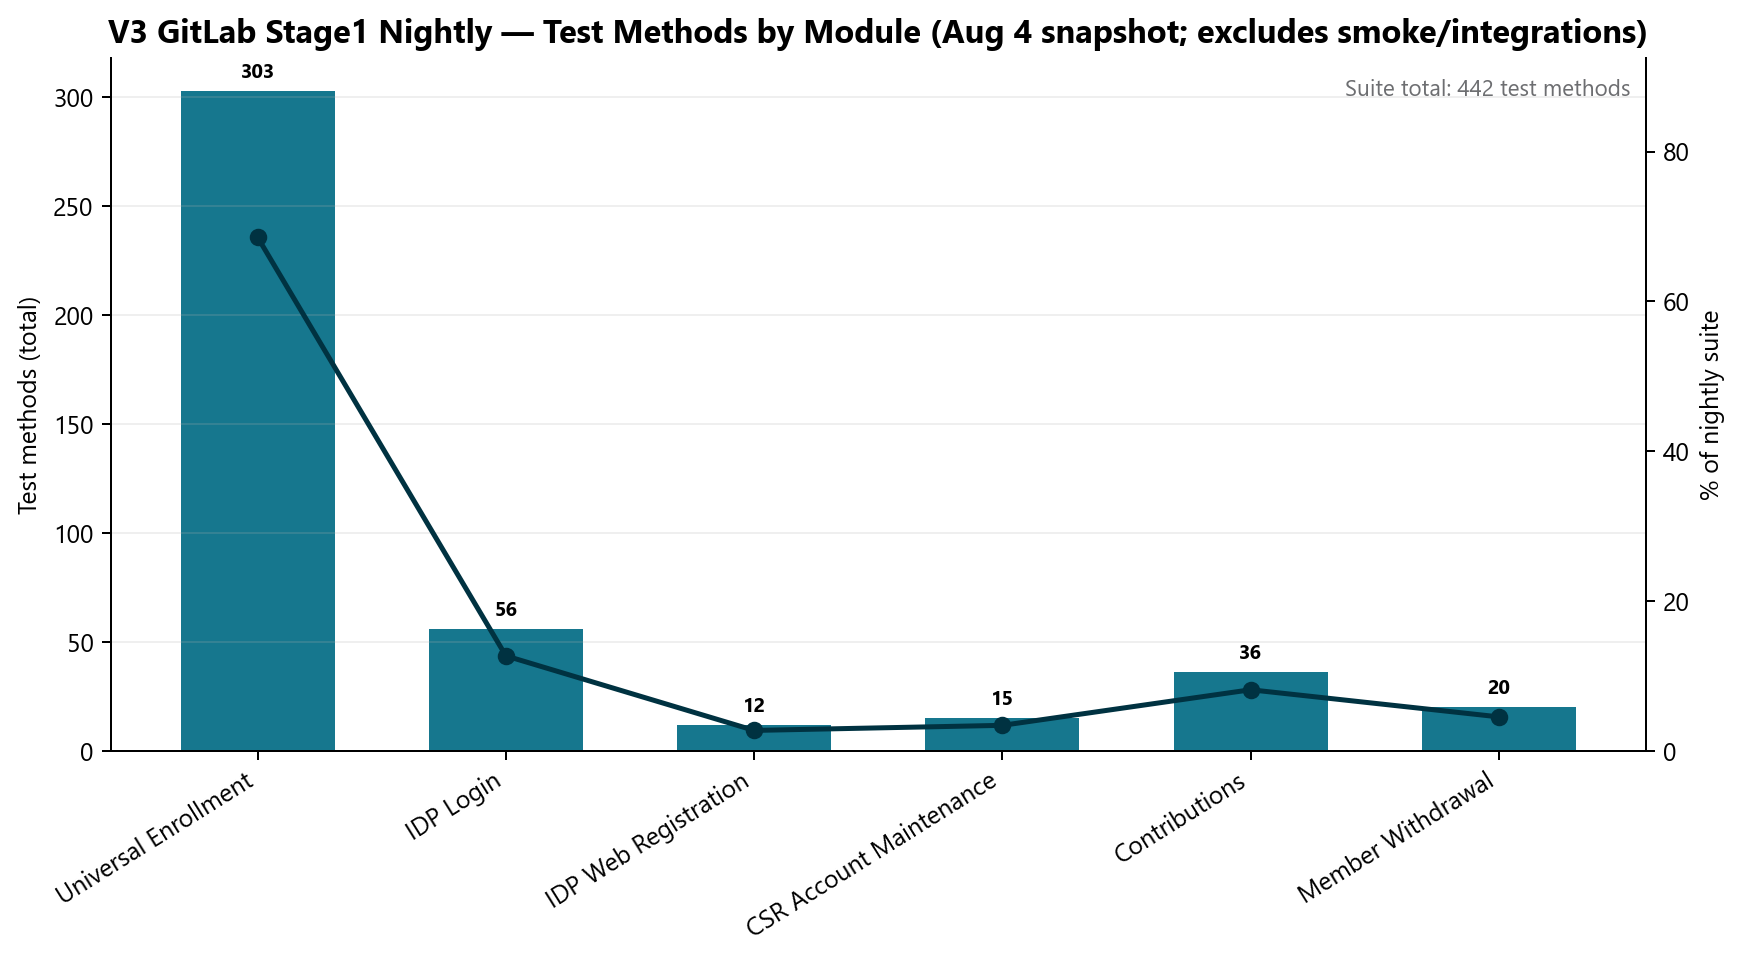 V3 GitLab Stage1 Nightly — Test Methods by Module (Aug 4 snapshot; excludes smoke/integrations)
Suite total: 442 test methods
Test methods (total)
300
250
200
150
100
50
0
303
56
12
15
36
20
80
60
40
20
0
% of nightly suite
Universal Enrollment
IDP Login
IDP Web Registration
CSR Account Maintenance
Contributions
Member Withdrawal